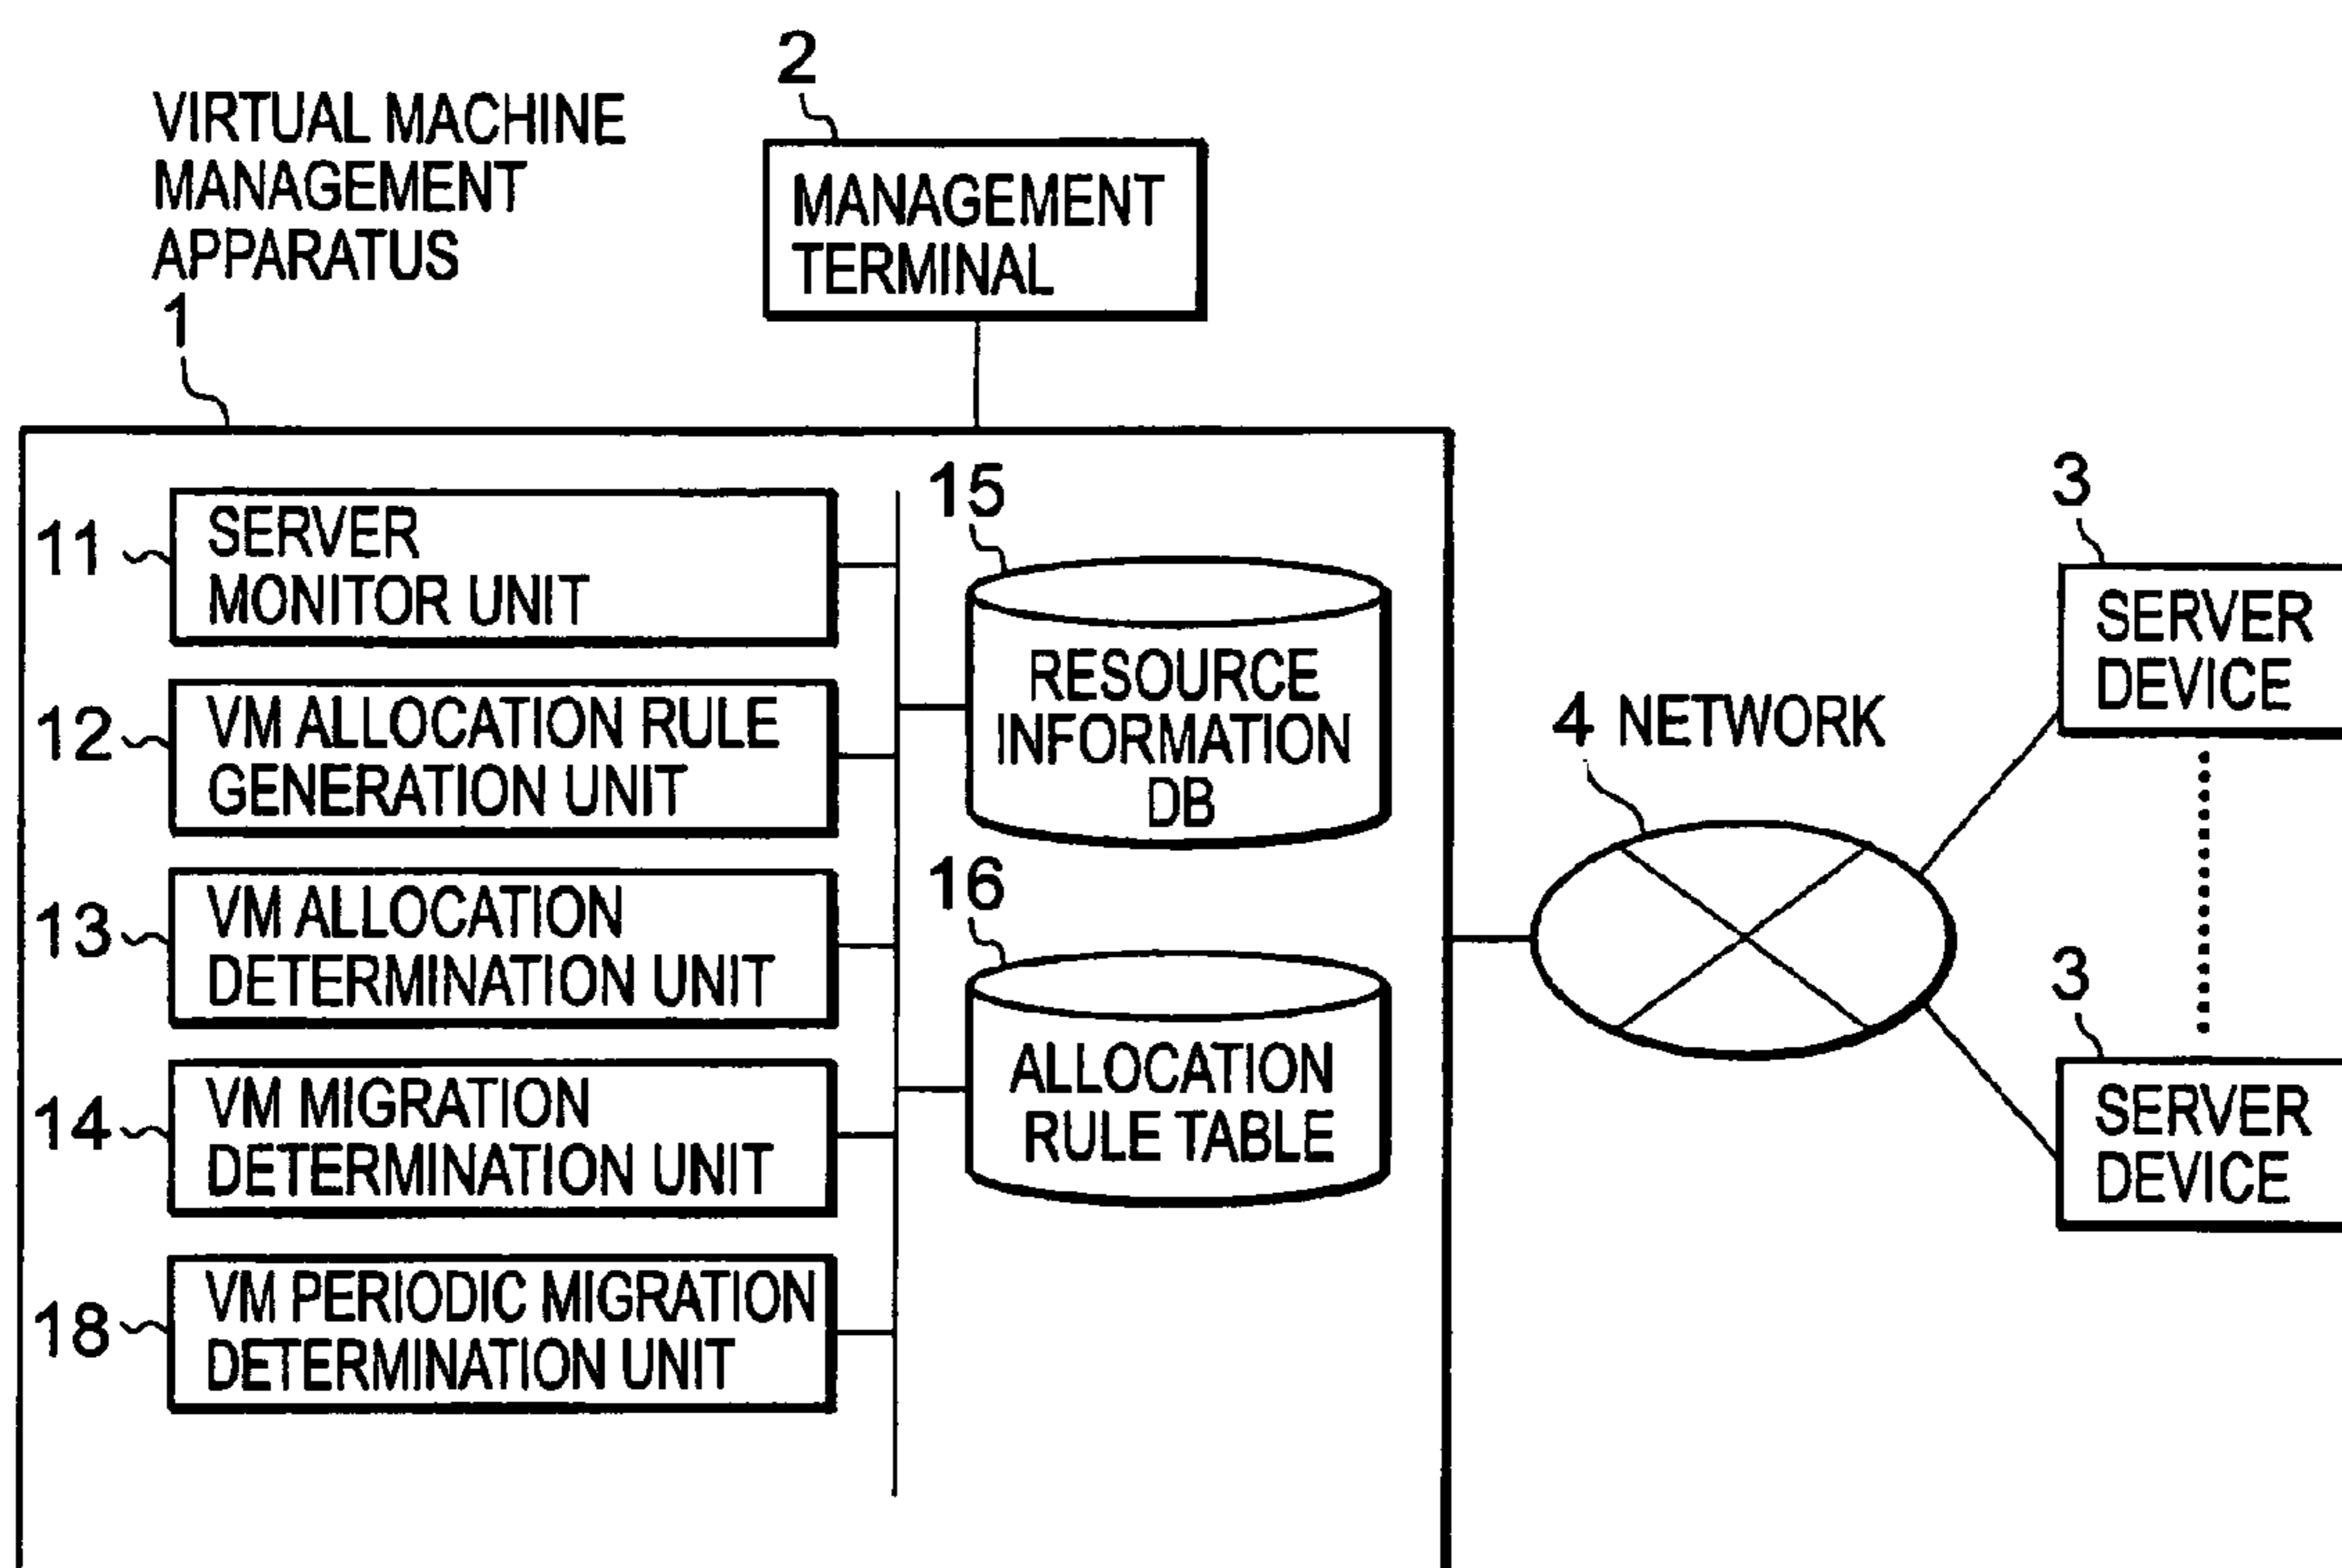 2
VIRTUAL MACHINE
MANAGEMENT
APPARATUS
1
MANAGEMENT
TERMINAL
11
SERVER
MONITOR UNIT
12
VM ALLOCATION RULE
GENERATION UNIT
13
VM ALLOCATION
DETERMINATION UNIT
14
VM MIGRATION
DETERMINATION UNIT
18
VM PERIODIC MIGRATION
DETERMINATION UNIT
15
RESOURCE
INFORMATION
DB
16
ALLOCATION
RULE TABLE
4 NETWORK
3
SERVER
DEVICE
3
SERVER
DEVICE